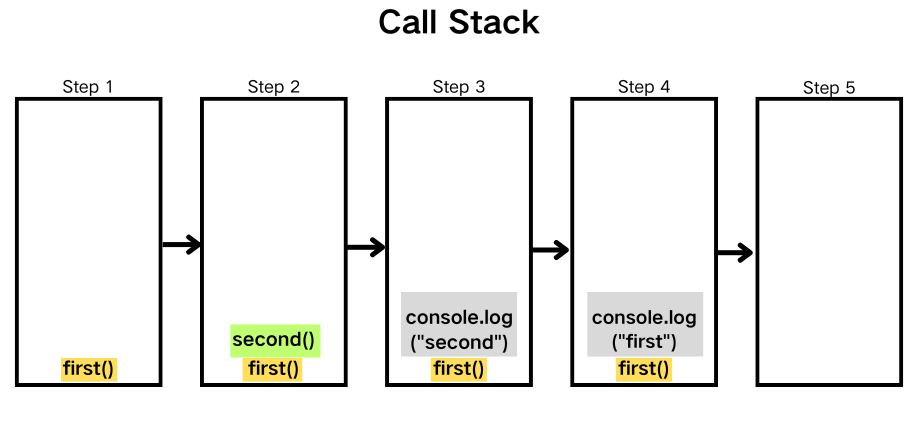 Call Stack
Step 1
Step 2
Step 3
Step 4
Step 5
first()
second()
first()
console.log
("second")
first()
console.log
("first")
first()